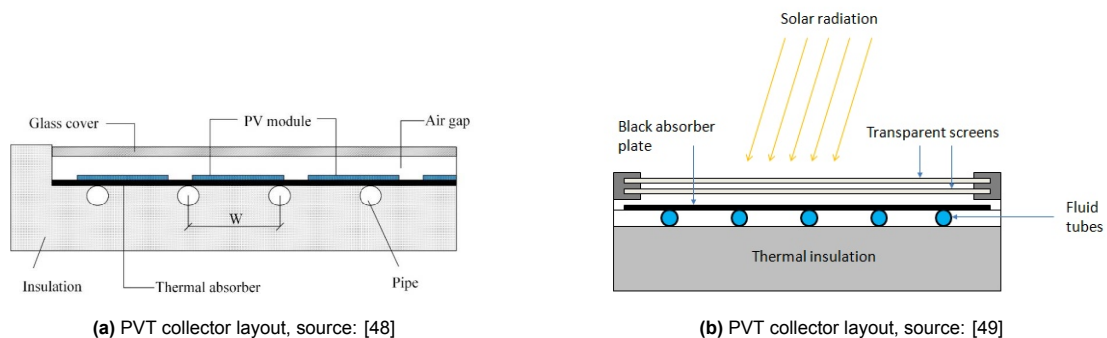 Glass cover
PV module
Air gap
W
Insulation
Thermal absorber
Pipe
(a) PVT collector layout, source: [48]
Solar radiation
Black absorber
plate
Transparent screens
Fluid
tubes
Thermal insulation
(b) PVT collector layout, source: [49]